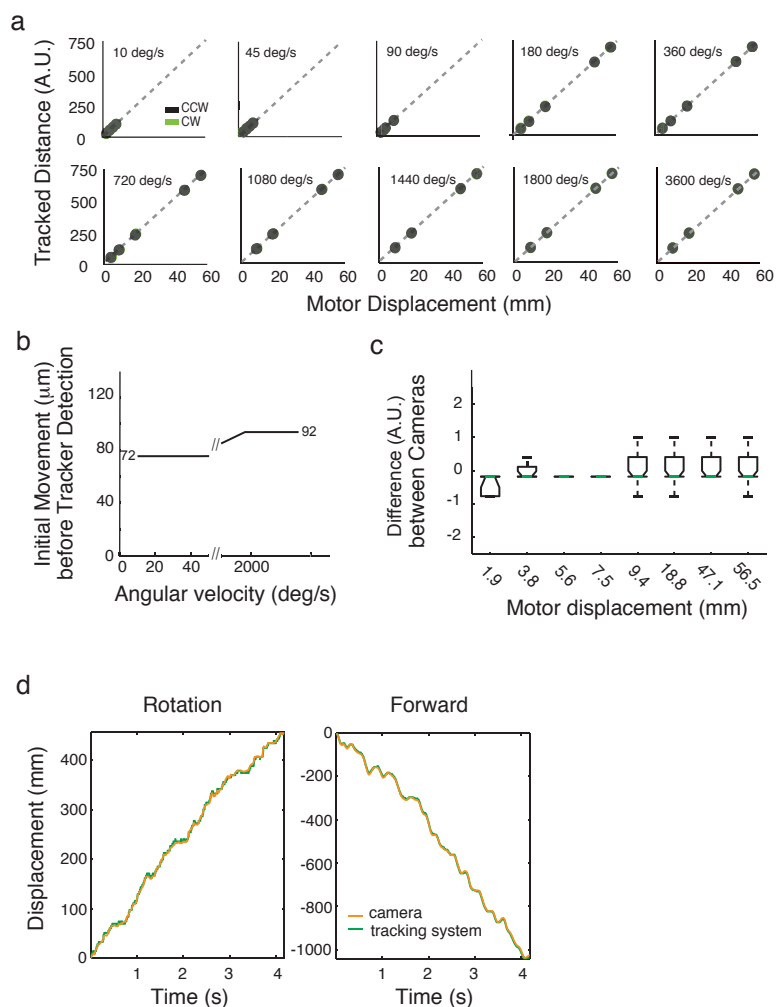 a
Tracked Distance (A.U.)
750
500
250
0
10 deg/s
CCW
CW
45 deg/s
90 deg/s
180 deg/s
360 deg/s
750
500
250
0
720 deg/s
1080 deg/s
1440 deg/s
1800 deg/s
3600 deg/s
0 20 40 60
0 20 40 60
0 20 40 60
0 20 40 60
0 20 40 60
Motor Displacement (mm)
b
Initial Movement (μm)
before Tracker Detection
120
80
40
0
72
92
//
//
0 20 40 2000
Angular velocity (deg/s)
c
Difference (A.U.)
between Cameras
2
1
0
-1
-2
1.9 3.8 5.6 7.5 9.4 18.8 47.1 56.5
Motor displacement (mm)
d
Rotation
Displacement (mm)
400
300
200
100
0
1 2 3 4
Time (s)
Forward
0
-200
-400
-600
-800
-1000
camera
tracking system
1 2 3 4
Time (s)